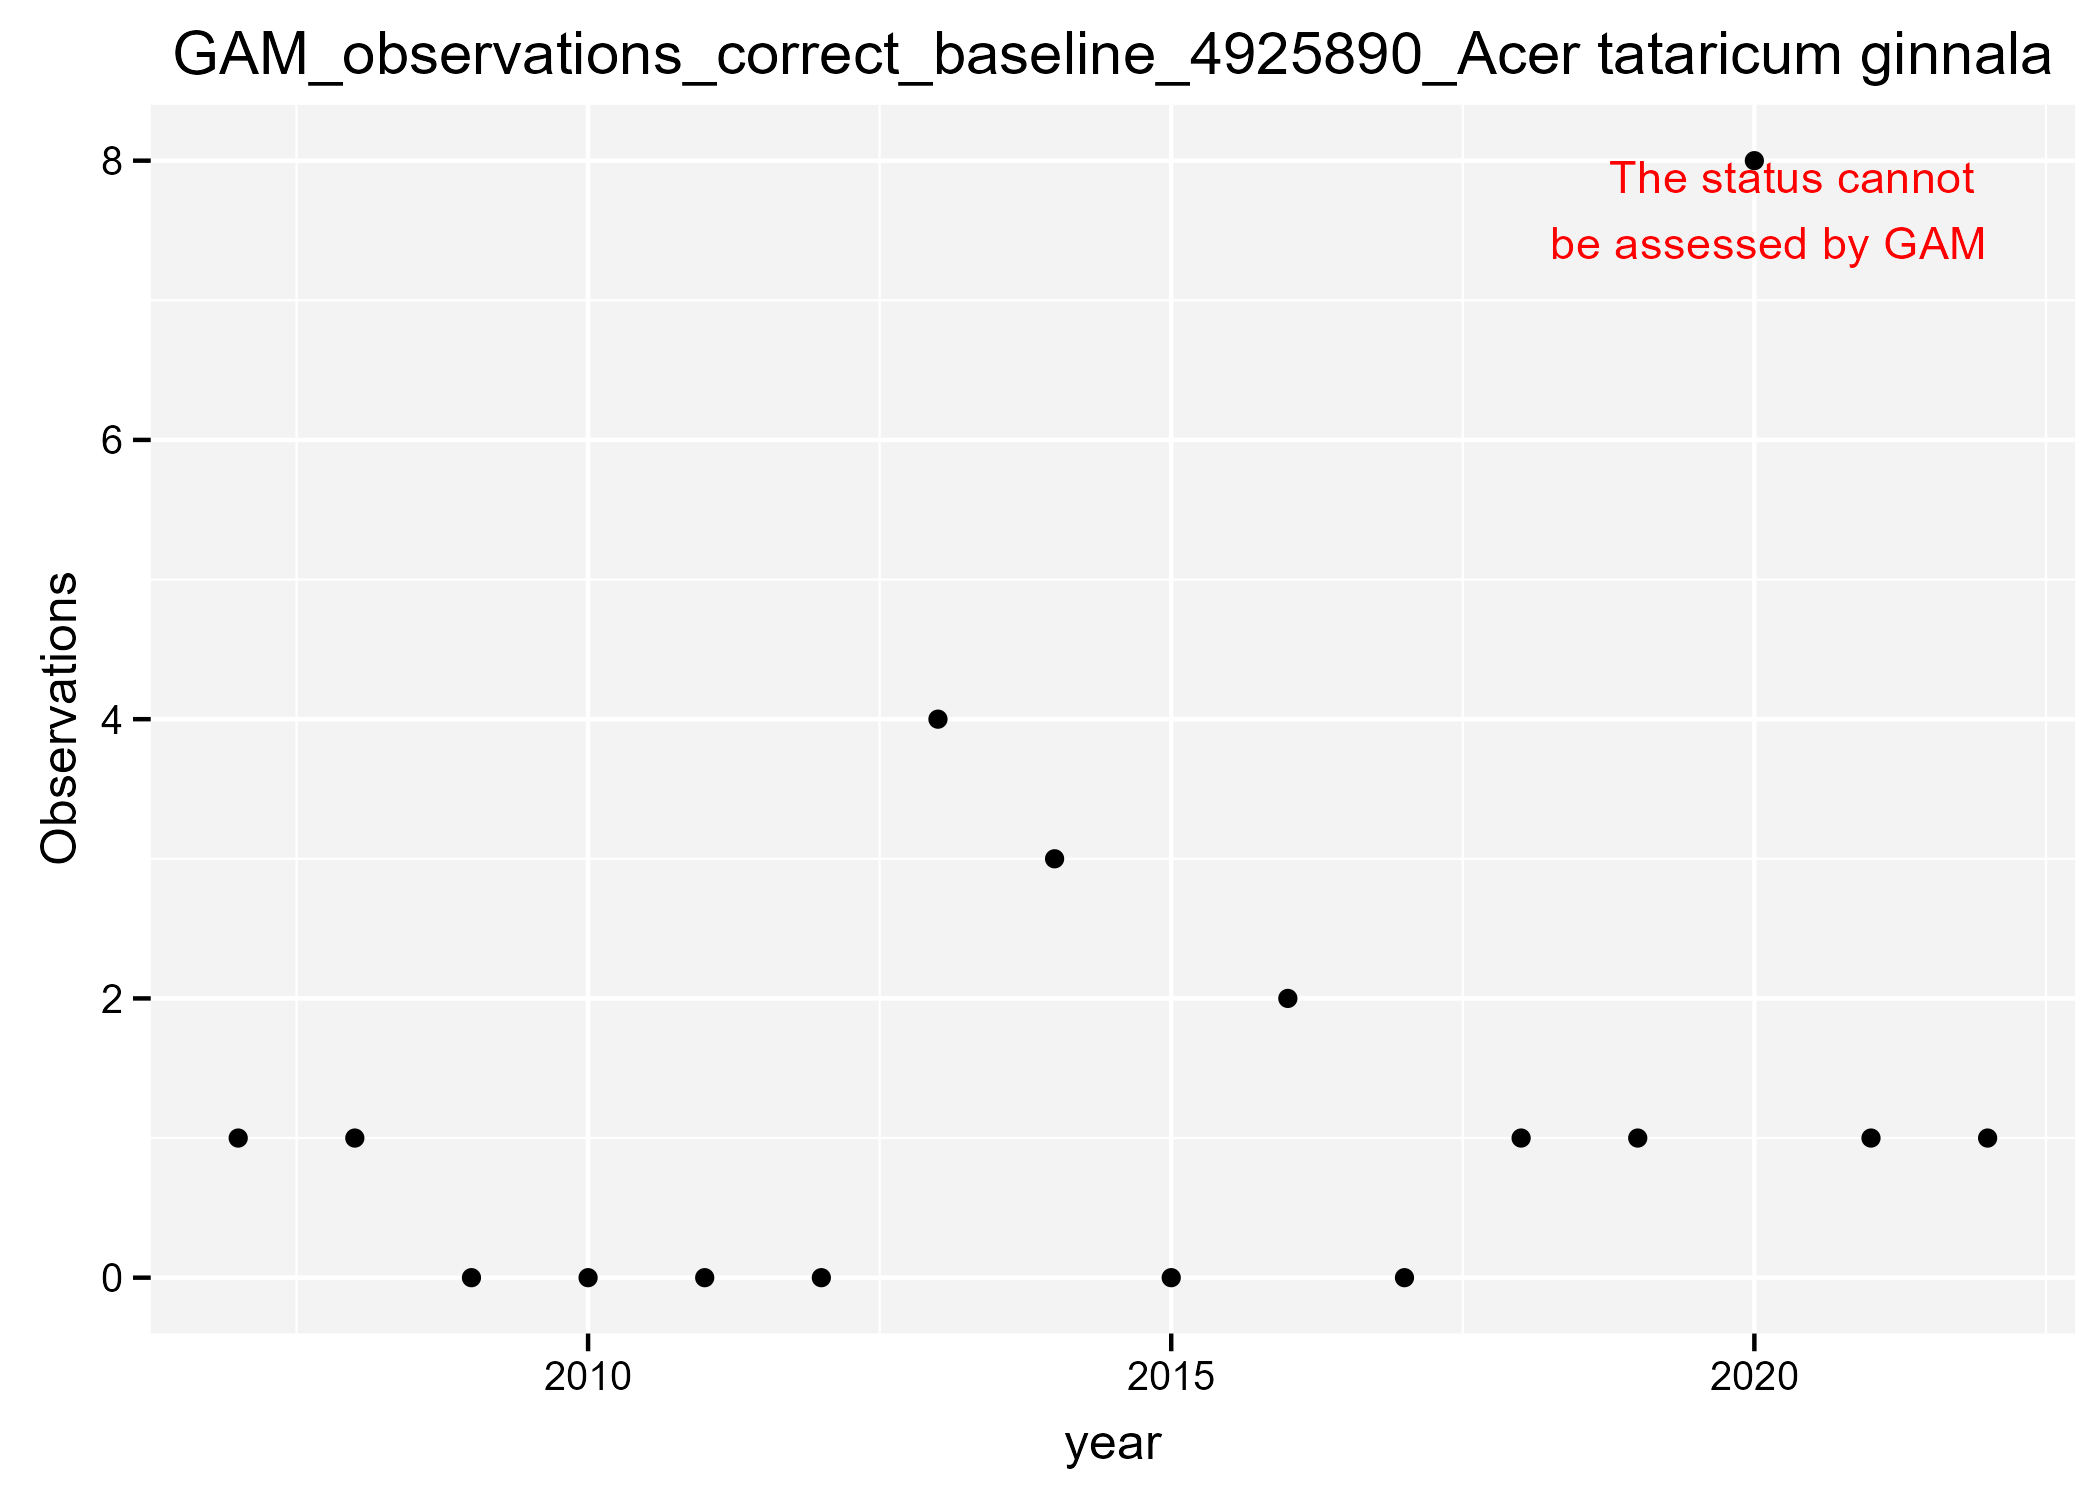 GAM_observations_correct_baseline_4925890_Acer tataricum ginnala
8
The status cannot
be assessed by GAM
6
Observations
4
2
0
2010 2015 2020
year